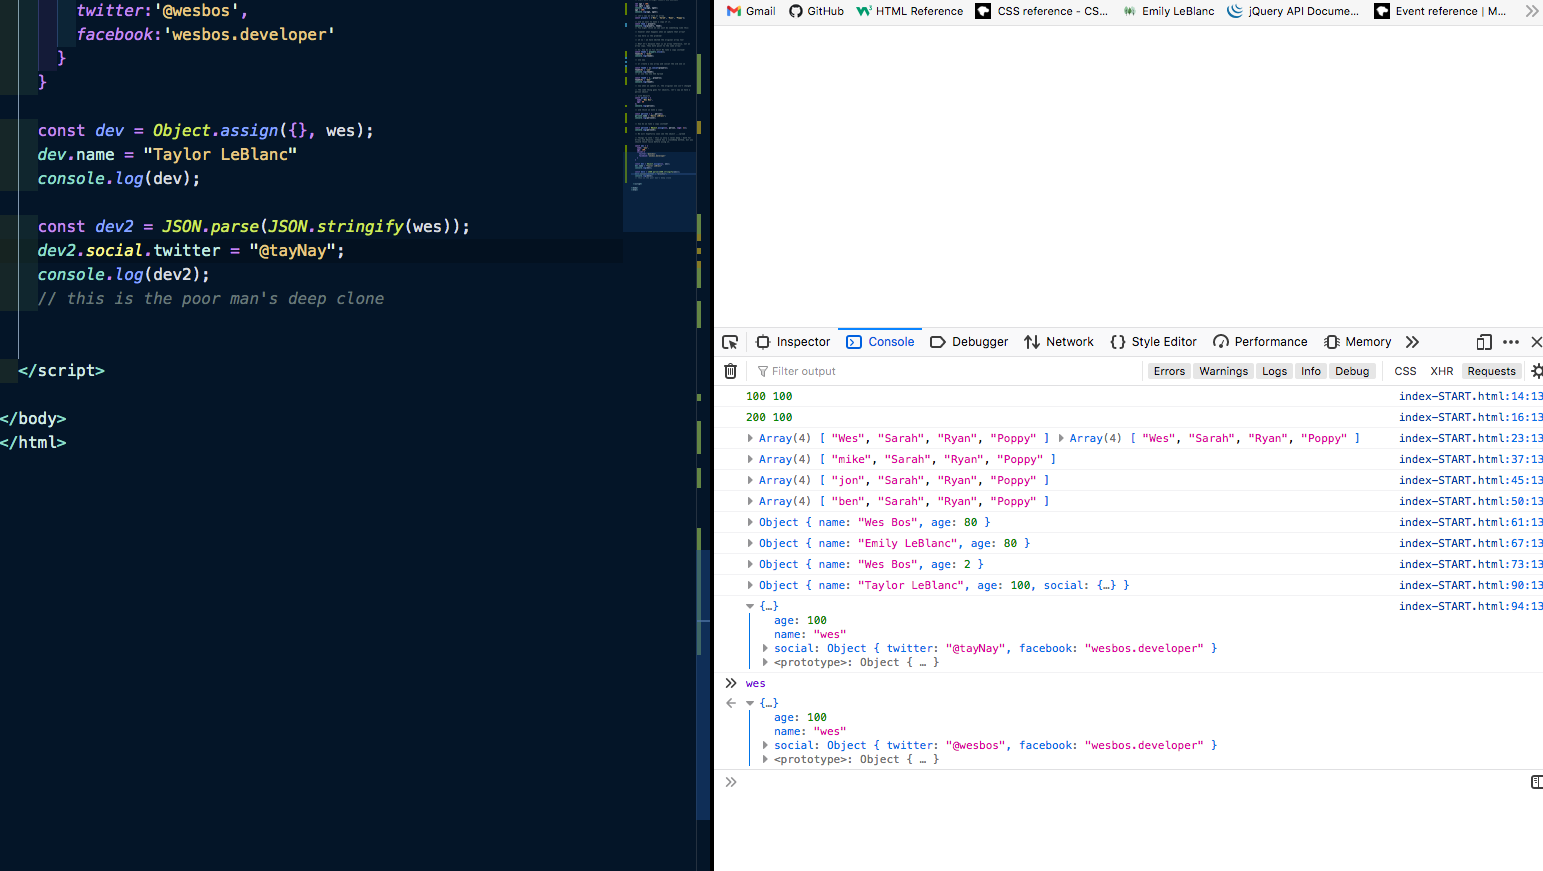 twitter:'@wesbos',
facebook:'wesbos.developer'
}
}
const dev = Object.assign({}, wes);
dev.name = "Taylor LeBlanc"
console.log(dev);
const dev2 = JSON.parse(JSON.stringify(wes));
dev2.social.twitter = "@tayNay";
console.log(dev2);
// this is the poor man's deep clone
</script>
</body>
</html>
Gmail GitHub HTML Reference CSS reference - CS... Emily LeBlanc jQuery API Docume... Event reference | M...
Inspector Console Debugger Network Style Editor Performance Memory
Filter output Errors Warnings Logs Info Debug CSS XHR Requests
100 100 index-START.html:14:13
200 100 index-START.html:16:13
Array(4) [ "Wes", "Sarah", "Ryan", "Poppy" ] Array(4) [ "Wes", "Sarah", "Ryan", "Poppy" ] index-START.html:23:13
Array(4) [ "mike", "Sarah", "Ryan", "Poppy" ] index-START.html:37:13
Array(4) [ "jon", "Sarah", "Ryan", "Poppy" ] index-START.html:45:13
Array(4) [ "ben", "Sarah", "Ryan", "Poppy" ] index-START.html:50:13
Object { name: "Wes Bos", age: 80 } index-START.html:61:13
Object { name: "Emily LeBlanc", age: 80 } index-START.html:67:13
Object { name: "Wes Bos", age: 2 } index-START.html:73:13
Object { name: "Taylor LeBlanc", age: 100, social: {…} } index-START.html:90:13
{…} index-START.html:94:13
age: 100
name: "wes"
social: Object { twitter: "@tayNay", facebook: "wesbos.developer" }
<prototype>: Object { … }
wes
{…}
age: 100
name: "wes"
social: Object { twitter: "@wesbos", facebook: "wesbos.developer" }
<prototype>: Object { … }